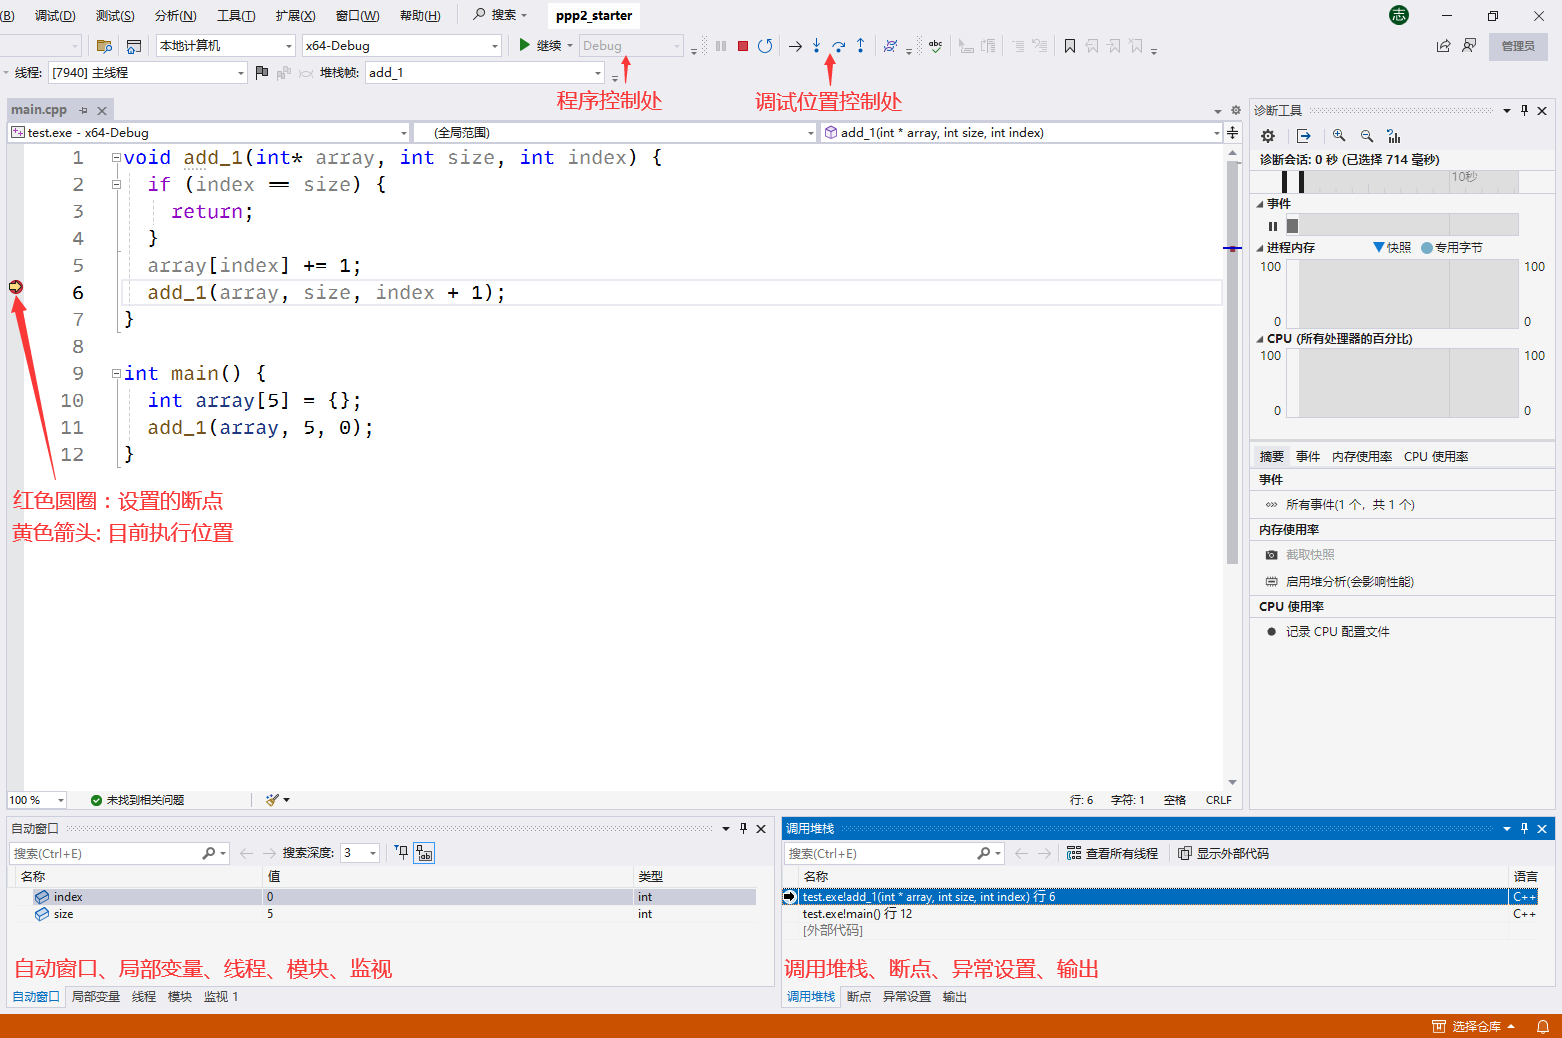 (B) 调试(D) 测试(S) 分析(N) 工具(T) 扩展(X) 窗口(W) 帮助(H) 搜索 ppp2_starter 志
本地计算机 x64-Debug 继续 Debug abc 管理员
线程: [7940] 主线程 堆栈帧: add_1
程序控制处 调试位置控制处
main.cpp
test.exe - x64-Debug (全局范围) add_1(int * array, int size, int index)
1 void add_1(int* array, int size, int index) {
2 if (index == size) {
3 return;
4 }
5 array[index] += 1;
6 add_1(array, size, index + 1);
7 }
8
9 int main() {
10 int array[5] = {};
11 add_1(array, 5, 0);
12 }
红色圆圈：设置的断点
黄色箭头: 目前执行位置
100 % 未找到相关问题 行: 6 字符: 1 空格 CRLF
诊断工具
诊断会话: 0 秒 (已选择 714 毫秒)
10秒
事件
进程内存 快照 专用字节
100 100
0 0
CPU (所有处理器的百分比)
100 100
0 0
摘要 事件 内存使用率 CPU 使用率
事件
所有事件(1 个，共 1 个)
内存使用率
截取快照
启用堆分析(会影响性能)
CPU 使用率
记录 CPU 配置文件
自动窗口
搜索(Ctrl+E) 搜索深度: 3
名称 值 类型
index 0 int
size 5 int
自动窗口、局部变量、线程、模块、监视
自动窗口 局部变量 线程 模块 监视 1
调用堆栈
搜索(Ctrl+E) 查看所有线程 显示外部代码
名称 语言
test.exe!add_1(int * array, int size, int index) 行 6 C++
test.exe!main() 行 12 C++
[外部代码]
调用堆栈、断点、异常设置、输出
调用堆栈 断点 异常设置 输出
选择仓库